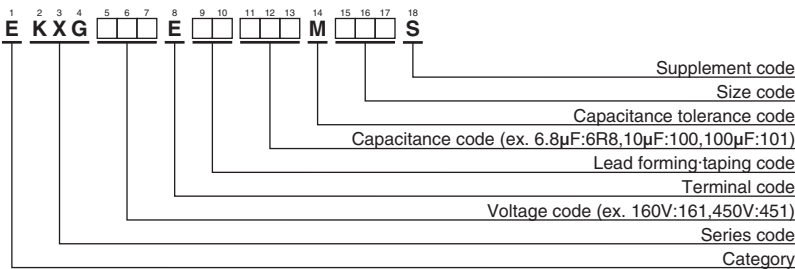 1 2 3 4 5 6 7 8 9 10 11 12 13 14 15 16 17 18
E KXG E M S
Supplement code
Size code
Capacitance tolerance code
Capacitance code (ex. 6.8µF:6R8,10µF:100,100µF:101)
Lead forming·taping code
Terminal code
Voltage code (ex. 160V:161,450V:451)
Series code
Category